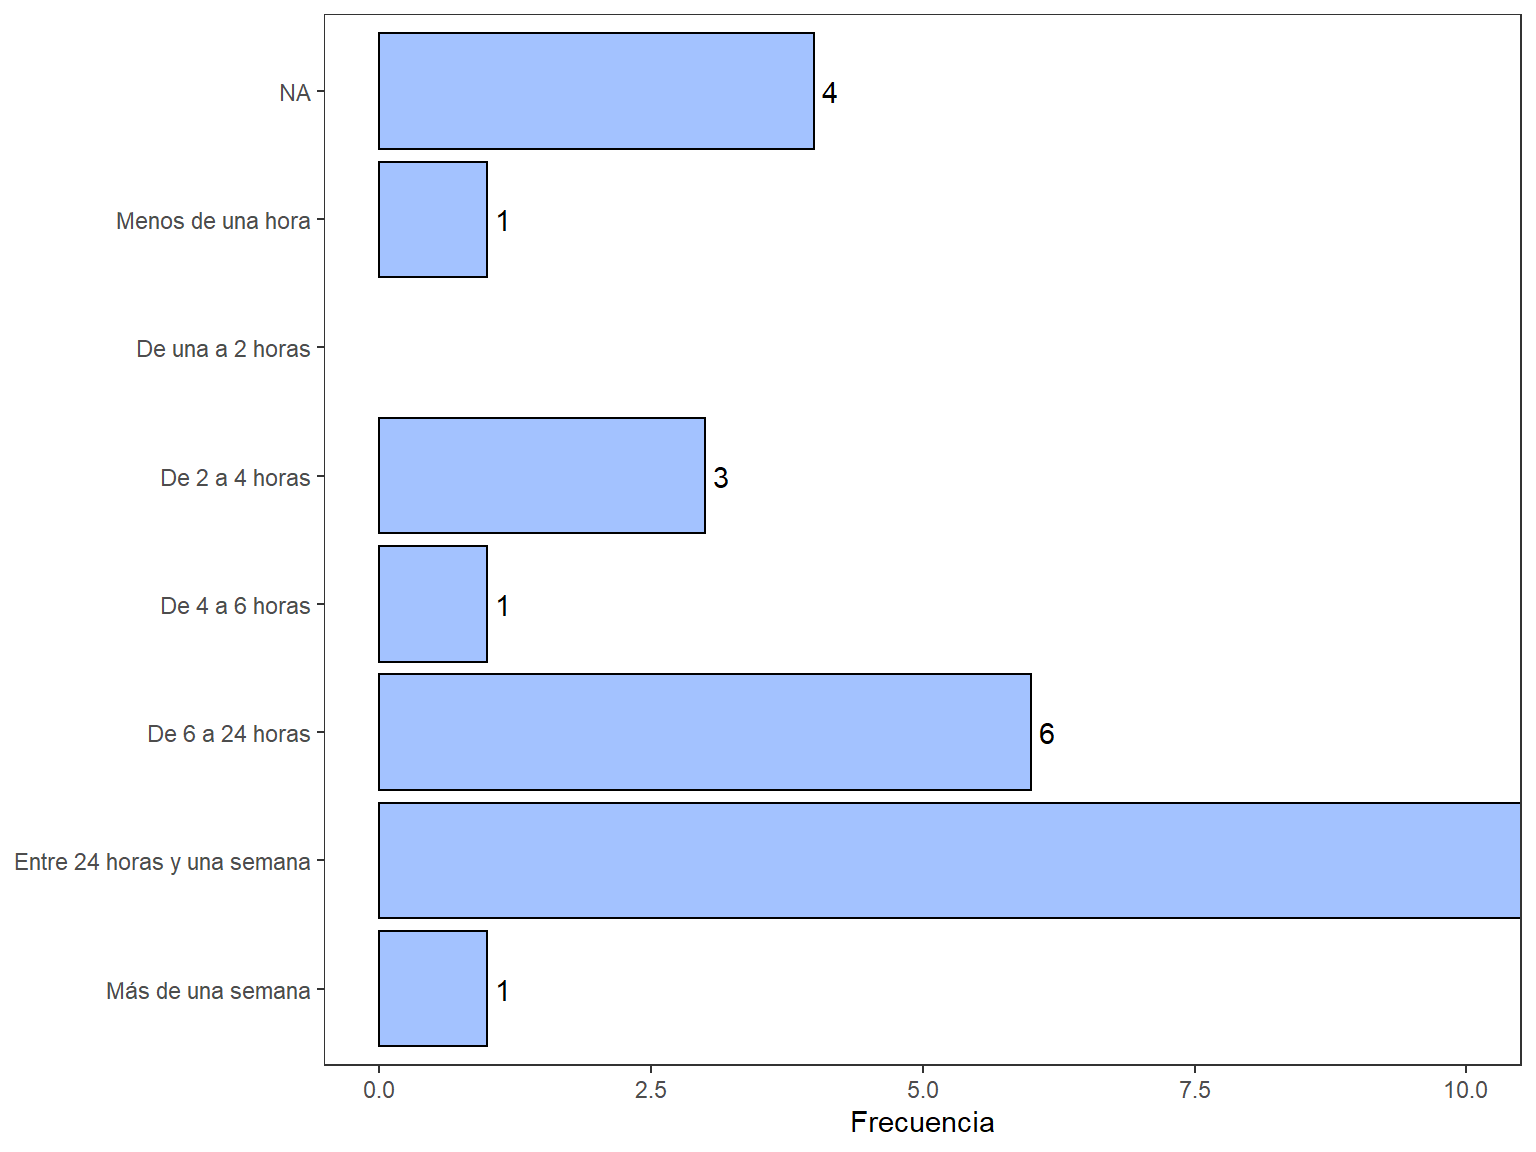 NA
4
Menos de una hora
1
De una a 2 horas
De 2 a 4 horas
3
De 4 a 6 horas
1
De 6 a 24 horas
6
Entre 24 horas y una semana
Más de una semana
1
0.0 2.5 5.0 7.5 10.0
Frecuencia